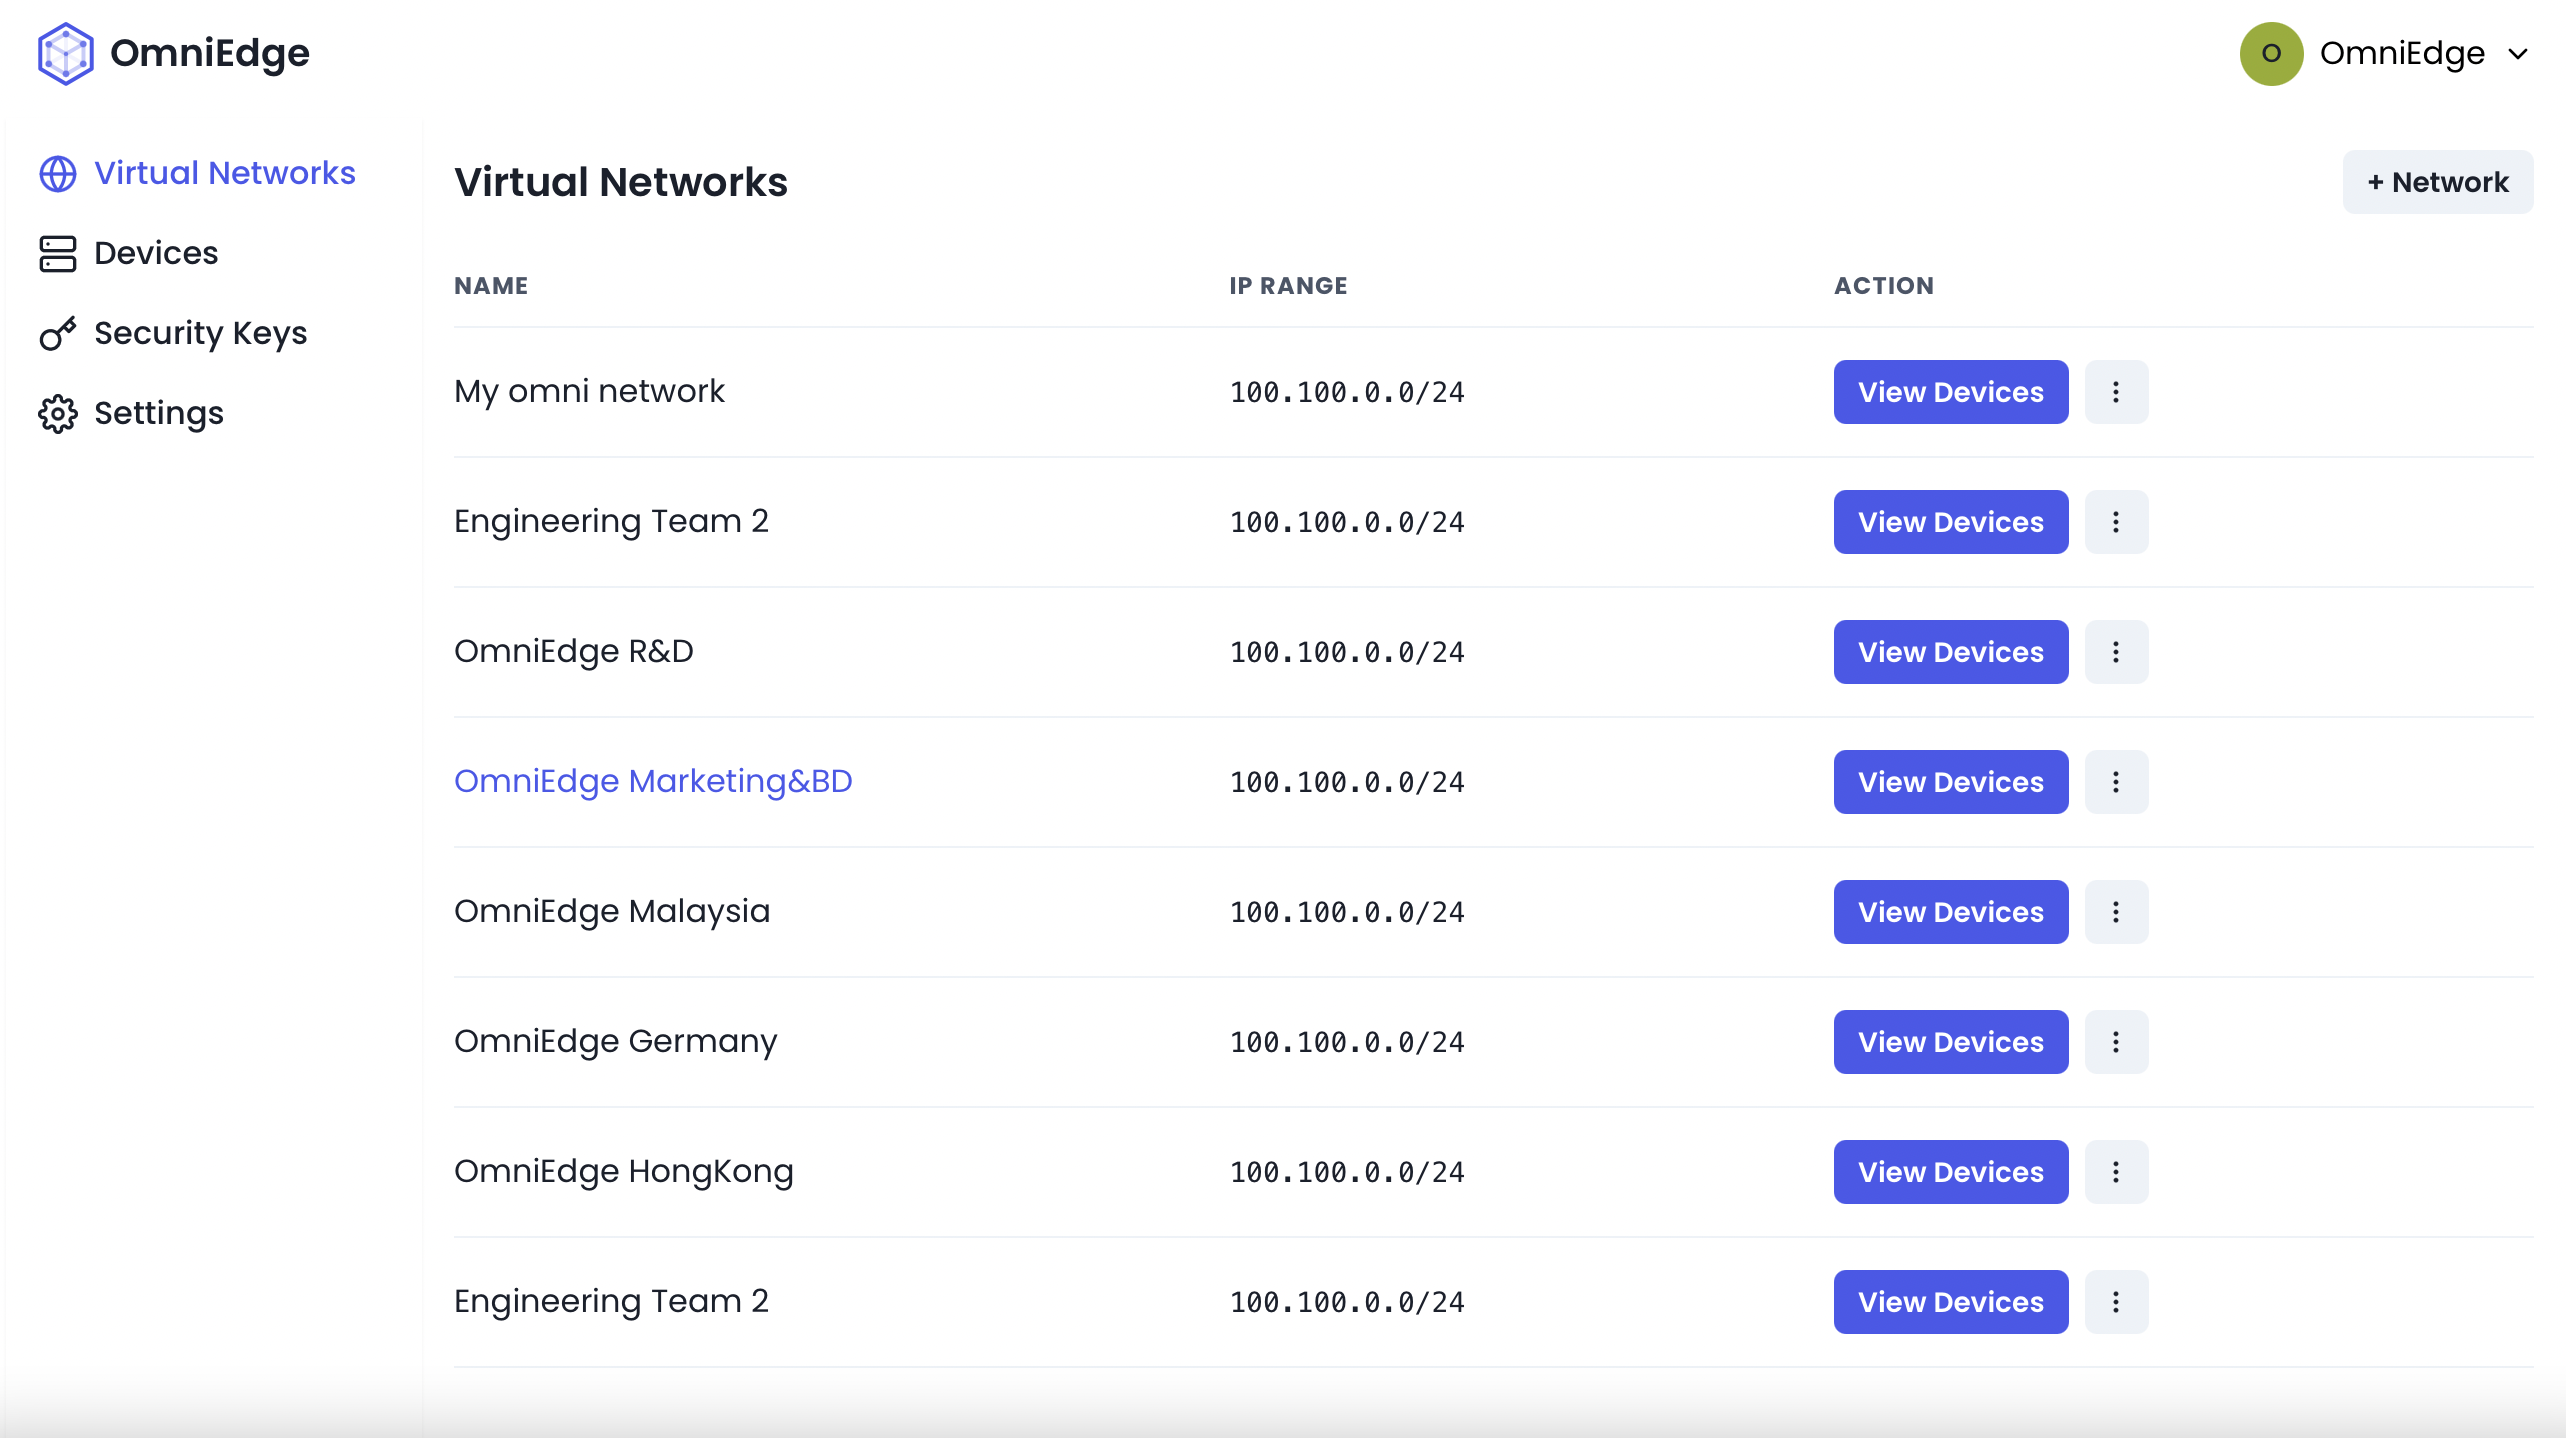 OmniEdge
O OmniEdge
Virtual Networks
Devices
Security Keys
Settings
Virtual Networks
+ Network
NAME IP RANGE ACTION
My omni network 100.100.0.0/24 View Devices
Engineering Team 2 100.100.0.0/24 View Devices
OmniEdge R&D 100.100.0.0/24 View Devices
OmniEdge Marketing&BD 100.100.0.0/24 View Devices
OmniEdge Malaysia 100.100.0.0/24 View Devices
OmniEdge Germany 100.100.0.0/24 View Devices
OmniEdge HongKong 100.100.0.0/24 View Devices
Engineering Team 2 100.100.0.0/24 View Devices